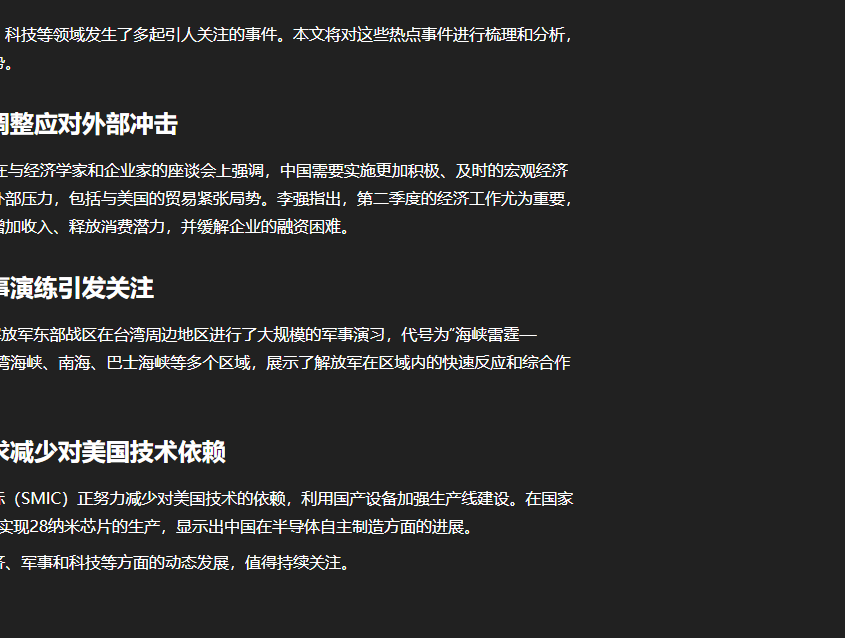 科技等领域发生了多起引人关注的事件。本文将对这些热点事件进行梳理和分析，
。
调整应对外部冲击
在与经济学家和企业家的座谈会上强调，中国需要实施更加积极、及时的宏观经济
外部压力，包括与美国的贸易紧张局势。李强指出，第二季度的经济工作尤为重要，
增加收入、释放消费潜力，并缓解企业的融资困难。
事演练引发关注
解放军东部战区在台湾周边地区进行了大规模的军事演习，代号为“海峡雷霆—
湾海峡、南海、巴士海峡等多个区域，展示了解放军在区域内的快速反应和综合作
求减少对美国技术依赖
际（SMIC）正努力减少对美国技术的依赖，利用国产设备加强生产线建设。在国家
实现28纳米芯片的生产，显示出中国在半导体自主制造方面的进展。
济、军事和科技等方面的动态发展，值得持续关注。